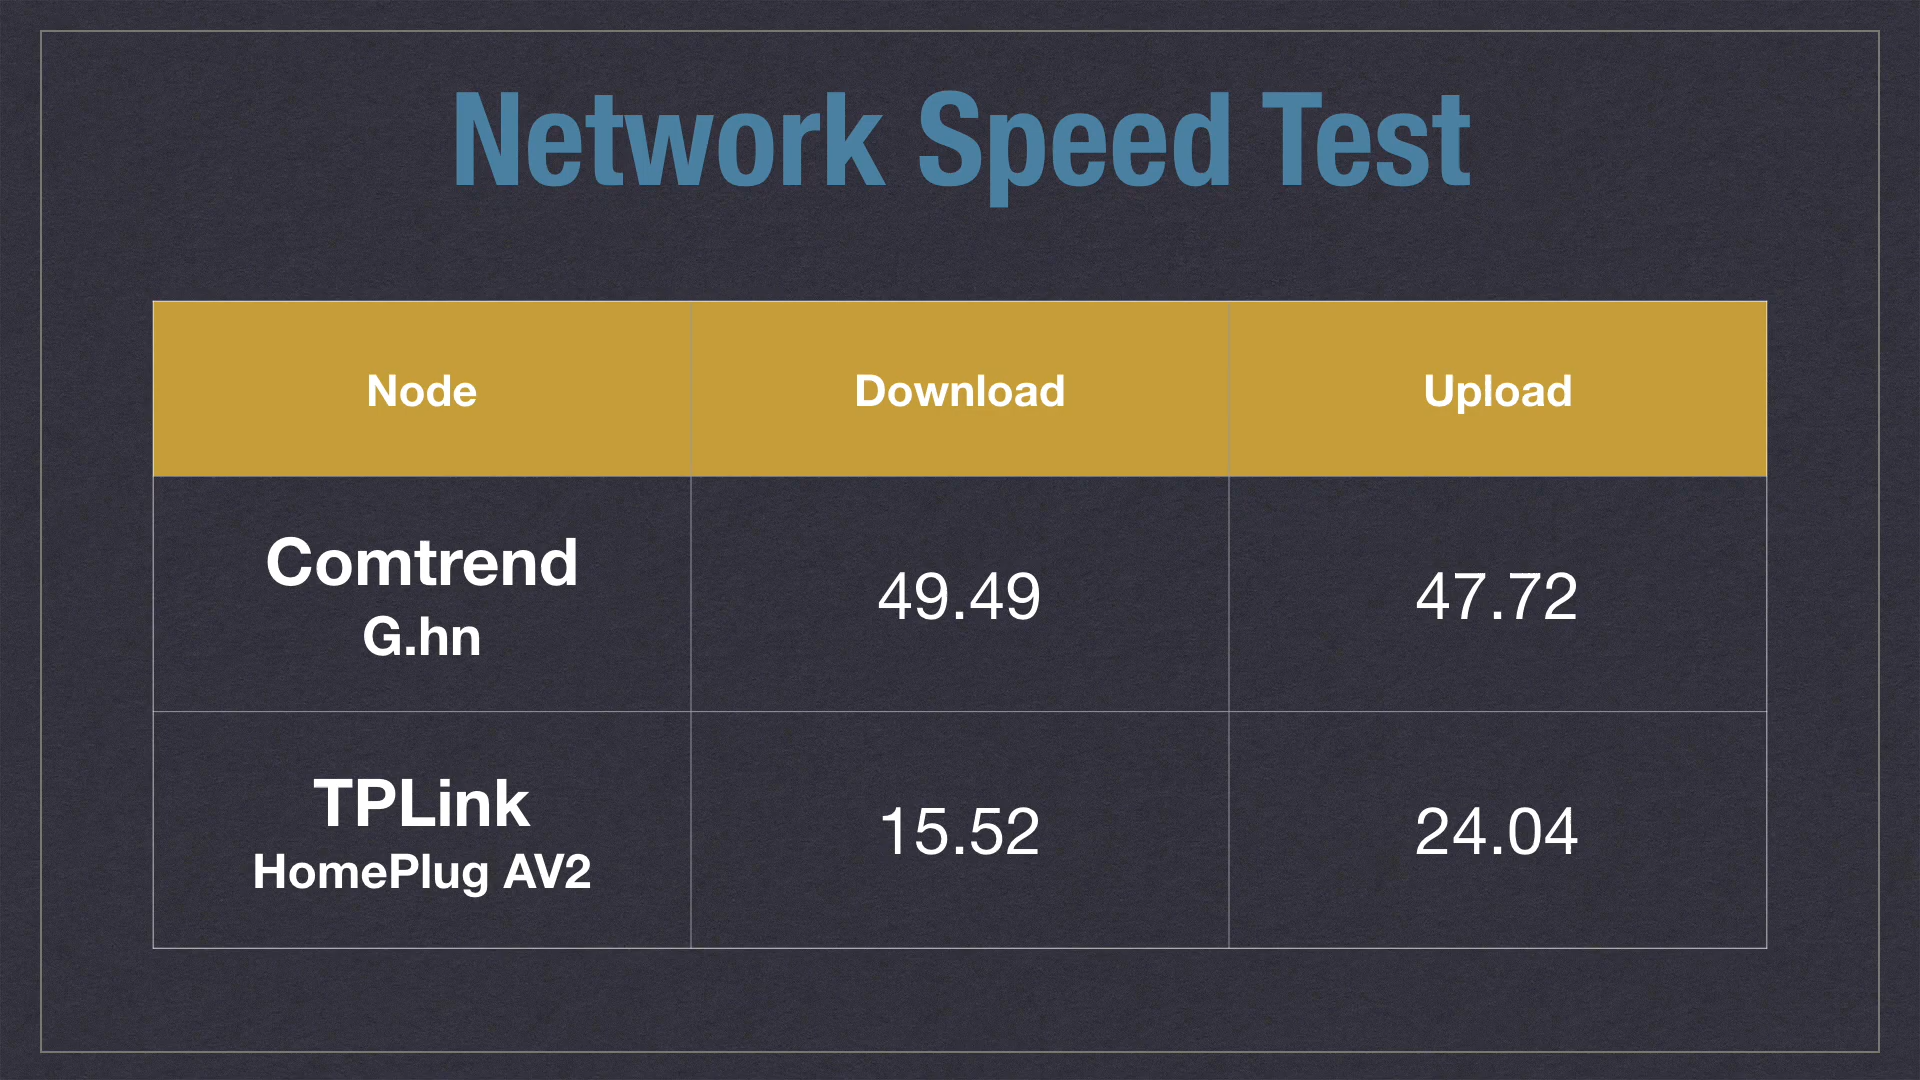 Network Speed Test
Node Download Upload
Comtrend
G.hn
49.49 47.72
TPLink
HomePlug AV2
15.52 24.04